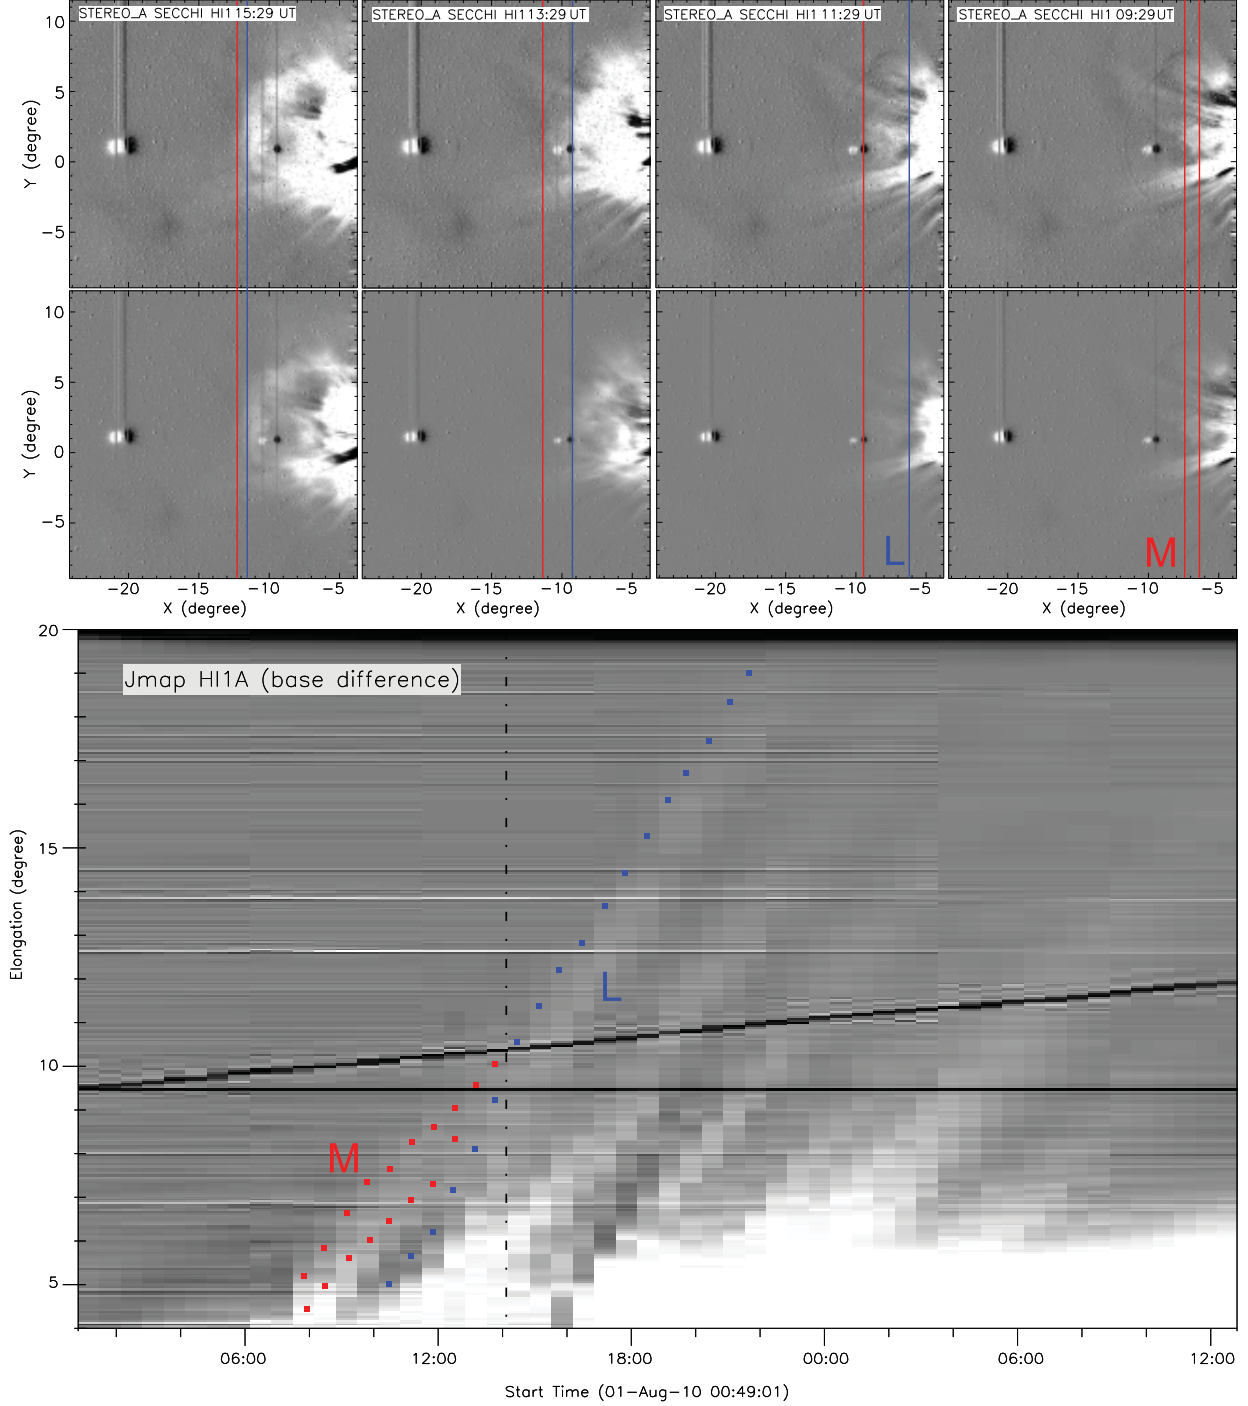 STEREO_A SECCHI HI1 15:29 UT
STEREO_A SECCHI HI1 13:29 UT
STEREO_A SECCHI HI1 11:29 UT
STEREO_A SECCHI HI1 09:29 UT
10
5
0
−5
Y (degree)
10
5
0
−5
Y (degree)
L
M
−20 −15 −10 −5
−20 −15 −10 −5
−20 −15 −10 −5
−20 −15 −10 −5
X (degree)
X (degree)
X (degree)
X (degree)
Jmap HI1A (base difference)
20
15
10
5
Elongation (degree)
L
M
06:00 12:00 18:00 00:00 06:00 12:00
Start Time (01−Aug−10 00:49:01)